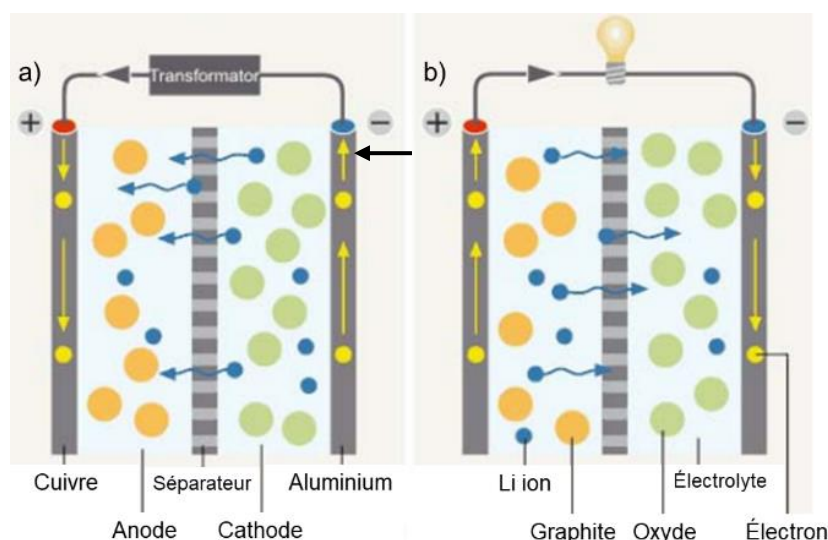 a)
Transformator
+
−
Cuivre
Séparateur
Aluminium
Anode
Cathode
b)
+
−
Li ion
Électrolyte
Graphite
Oxyde
Électron